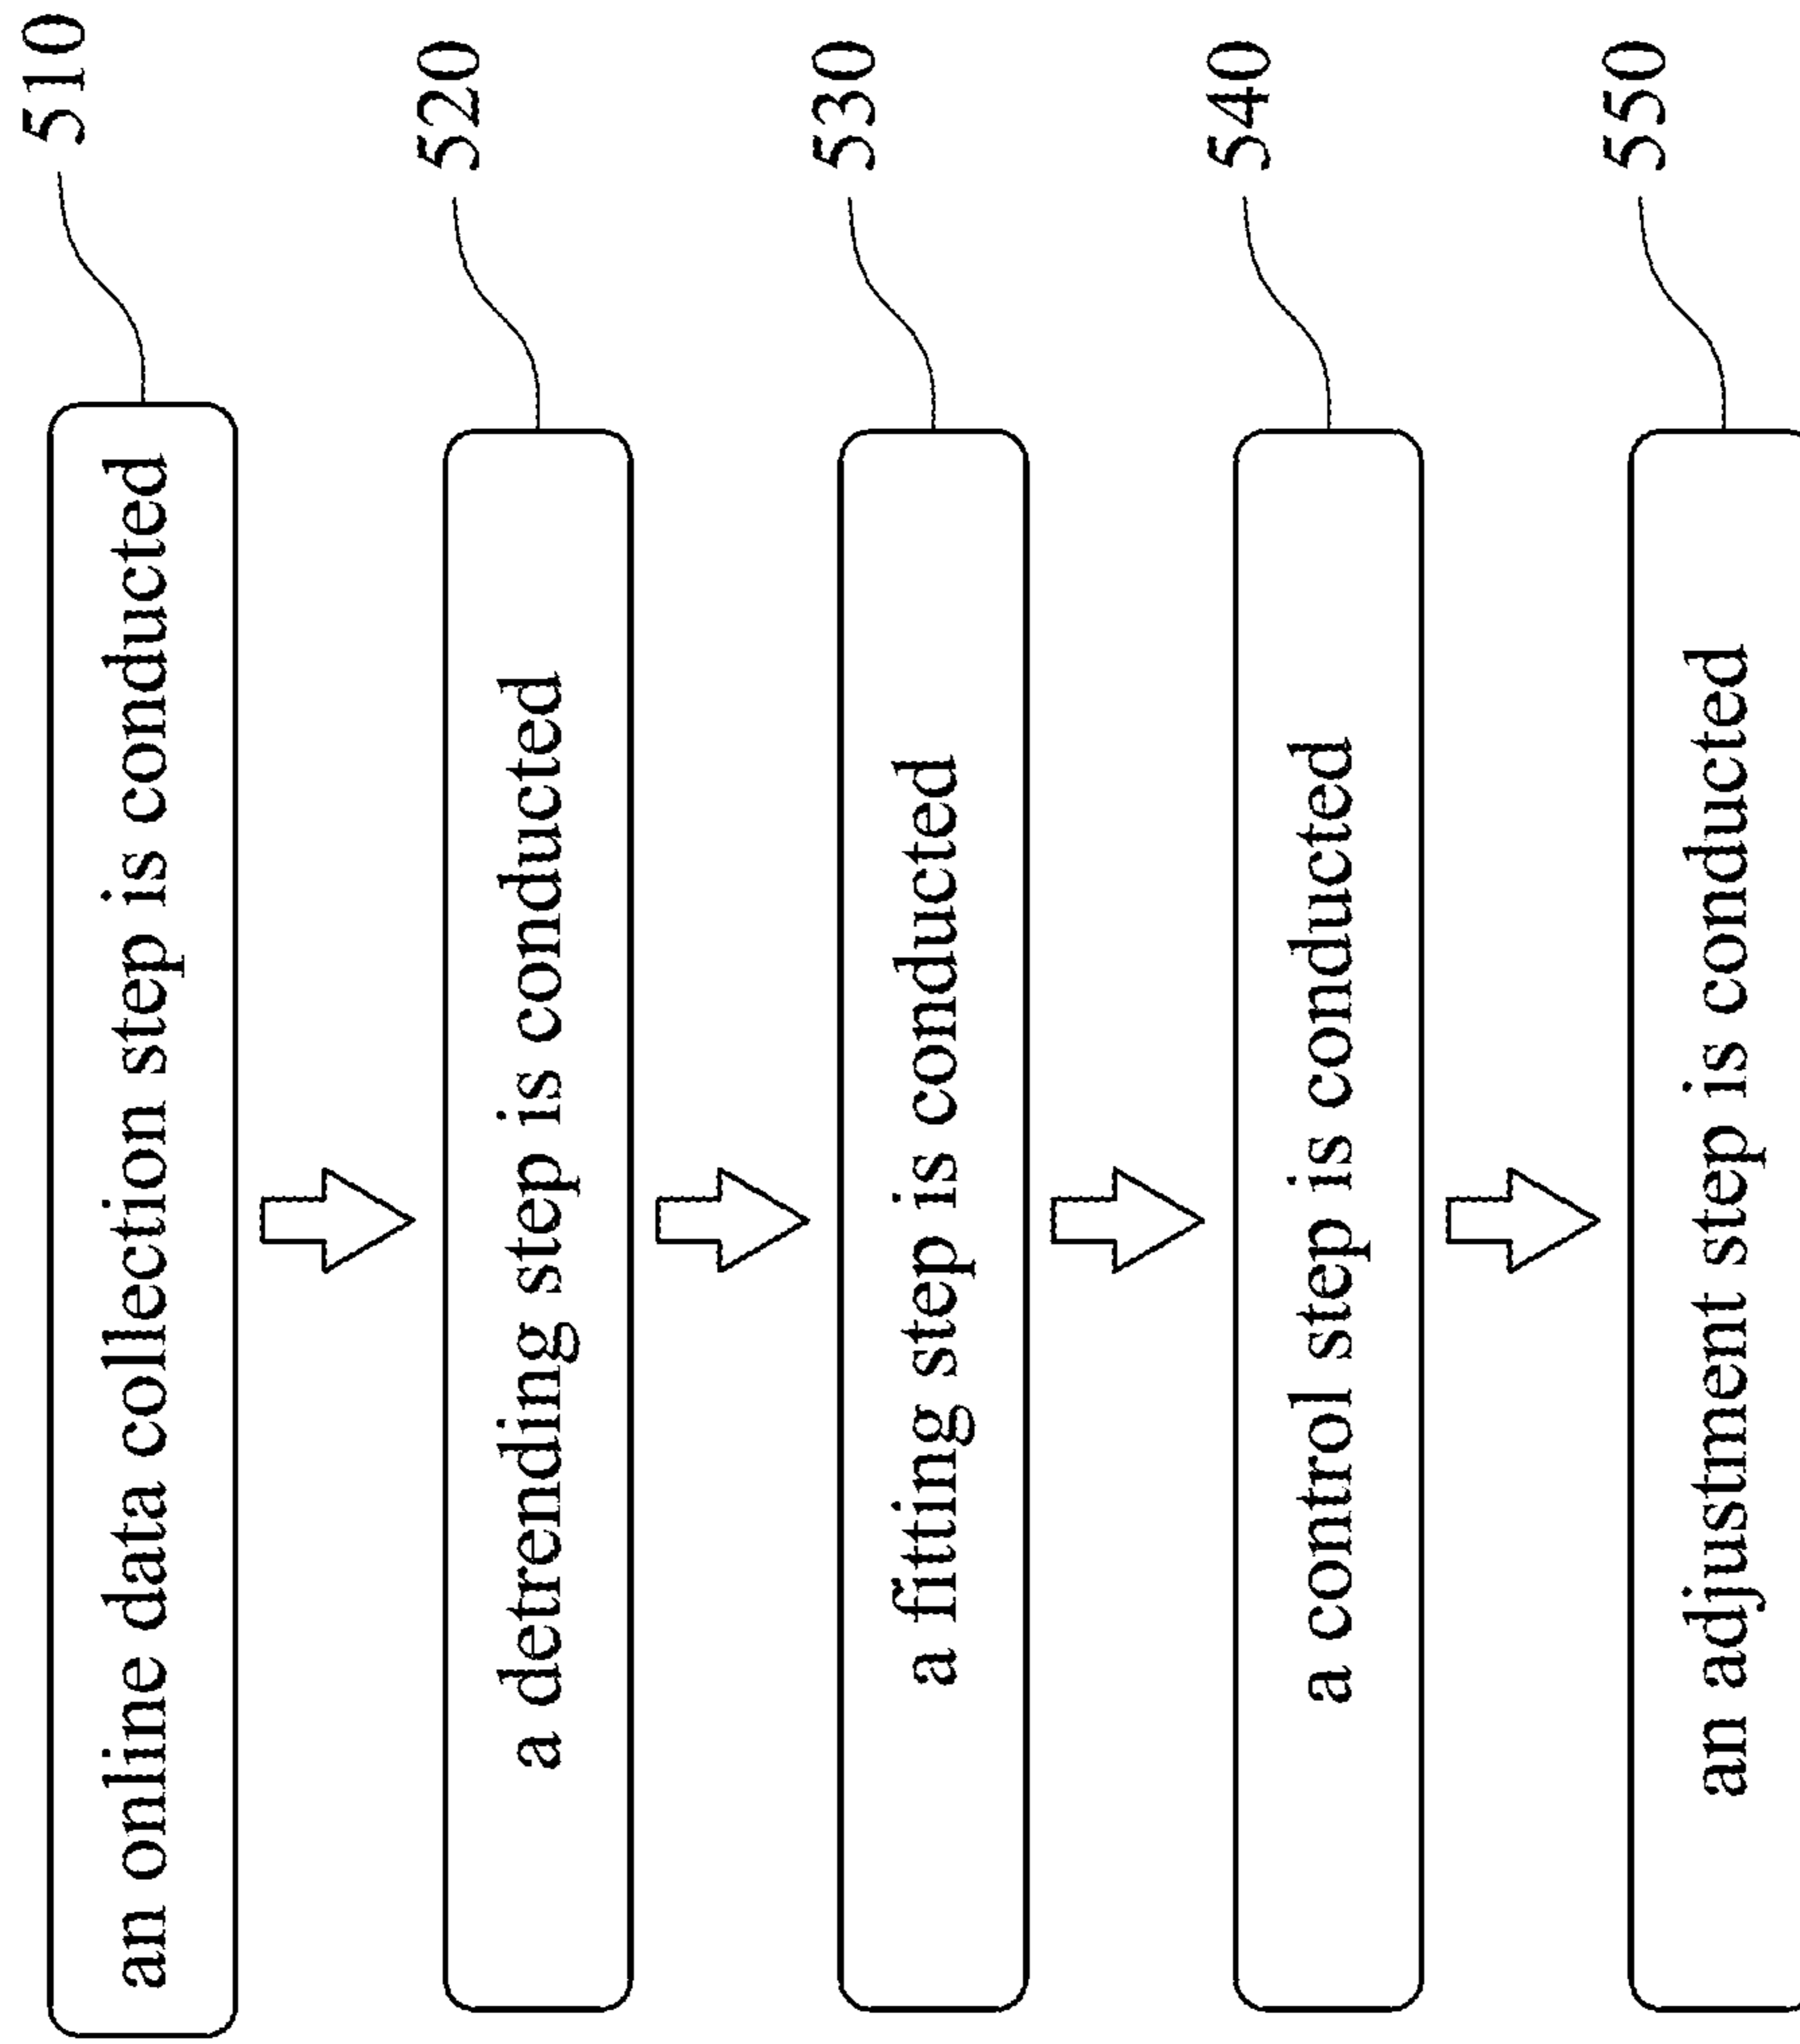 an online data collection step is conducted
510
a detrending step is conducted
520
a fitting step is conducted
530
a control step is conducted
540
an adjustment step is conducted
550